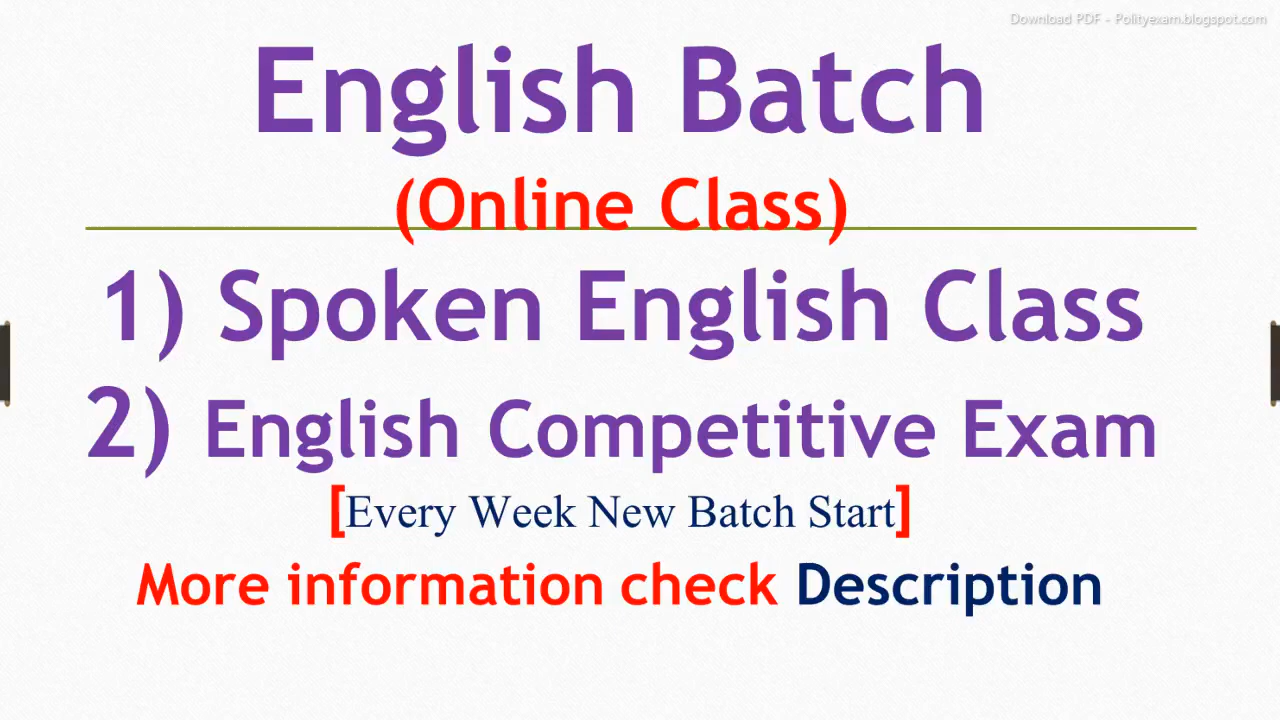 Download PDF - Polityexam.blogspot.com
English Batch
(Online Class)
1) Spoken English Class
2) English Competitive Exam
[Every Week New Batch Start]
More information check Description